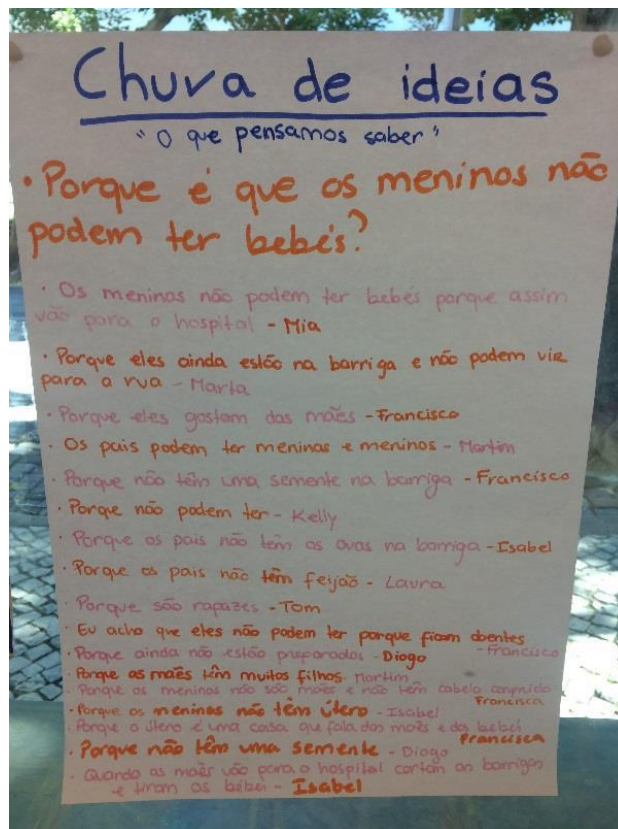 Chuva de ideias
"O que pensamos saber"
· Porque é que os meninos não
podem ter bebés?
· Os meninos não podem ter bebés porque assim
vão para o hospital - Mia
· Porque eles ainda estão na barriga e não podem vir
para a rua - Marta
· Porque eles gostam das mães - Francisco
· Os pais podem ter meninas e meninos - Martim
· Porque não têm uma semente na barriga - Francisco
· Porque não podem ter - Kelly
· Porque os pais não têm os ovos na barriga - Isabel
· Porque os pais não têm feijão - Laura
· Porque são rapazes - Tom
· Eu acho que eles não podem ter porque ficam doentes
- Francisco
· Porque ainda não estão preparados - Diogo
· Porque as mães têm muitos filhos - Martim
· Porque os meninos não são mães e não têm cabelo comprido
Francisca
· Porque os meninos não têm útero - Isabel
· Porque o útero é uma coisa que fala das mães e dos bebés
Francisca
· Porque não têm uma semente - Diogo
· Quando as mães vão para o hospital cortam as barrigas
e tiram os bebés - Isabel